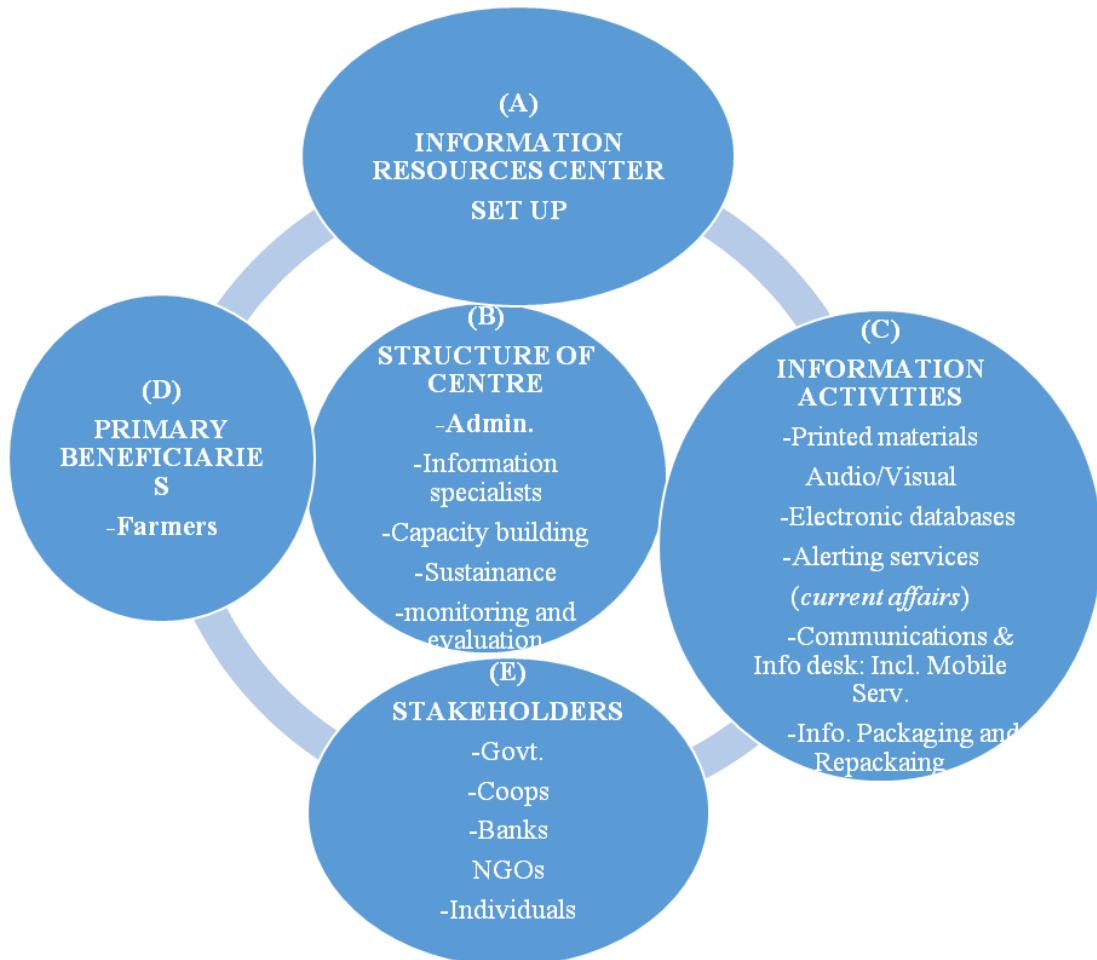 (A)
INFORMATION
RESOURCES CENTER
SET UP
(B)
STRUCTURE OF
CENTRE
-Admin.
-Information
specialists
-Capacity building
-Sustainance
-monitoring and
evaluation
(C)
INFORMATION
ACTIVITIES
-Printed materials
Audio/Visual
-Electronic databases
-Alerting services
(current affairs)
-Communications &
Info desk: Incl. Mobile
Serv.
-Info. Packaging and
Repackaing
(D)
PRIMARY
BENEFICIARIE
S
-Farmers
(E)
STAKEHOLDERS
-Govt.
-Coops
-Banks
NGOs
-Individuals